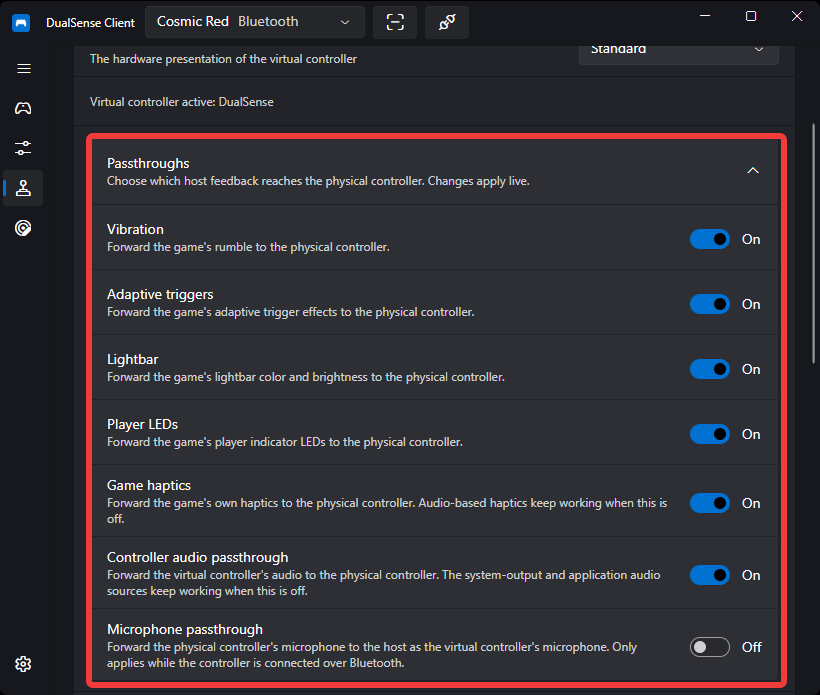 DualSense Client
Cosmic Red Bluetooth
Standard
The hardware presentation of the virtual controller
Virtual controller active: DualSense
Passthroughs
Choose which host feedback reaches the physical controller. Changes apply live.
Vibration
Forward the game's rumble to the physical controller.
On
Adaptive triggers
Forward the game's adaptive trigger effects to the physical controller.
On
Lightbar
Forward the game's lightbar color and brightness to the physical controller.
On
Player LEDs
Forward the game's player indicator LEDs to the physical controller.
On
Game haptics
Forward the game's own haptics to the physical controller. Audio-based haptics keep working when this is
off.
On
Controller audio passthrough
Forward the virtual controller's audio to the physical controller. The system-output and application audio
sources keep working when this is off.
On
Microphone passthrough
Forward the physical controller's microphone to the host as the virtual controller's microphone. Only
applies while the controller is connected over Bluetooth.
Off